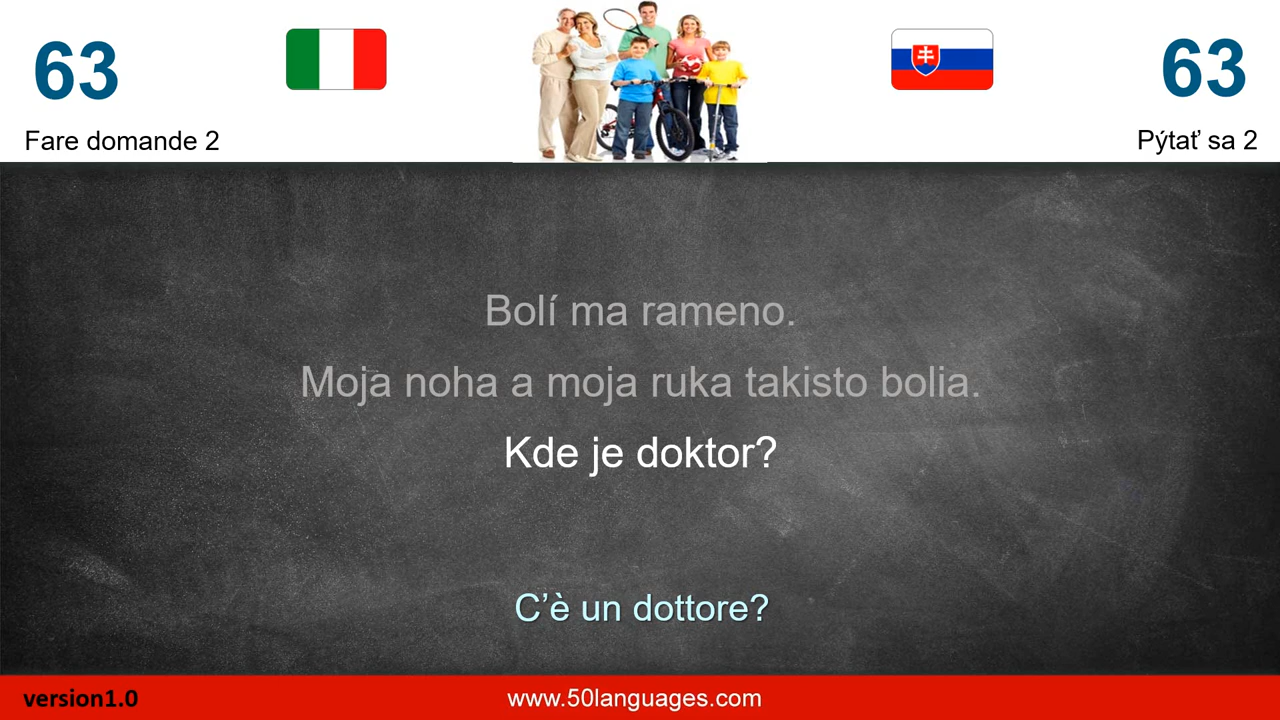 63
63
Fare domande 2
Pýtať sa 2
Bolí ma rameno.
Moja noha a moja ruka takisto bolia.
Kde je doktor?
C’è un dottore?
version1.0
www.50languages.com